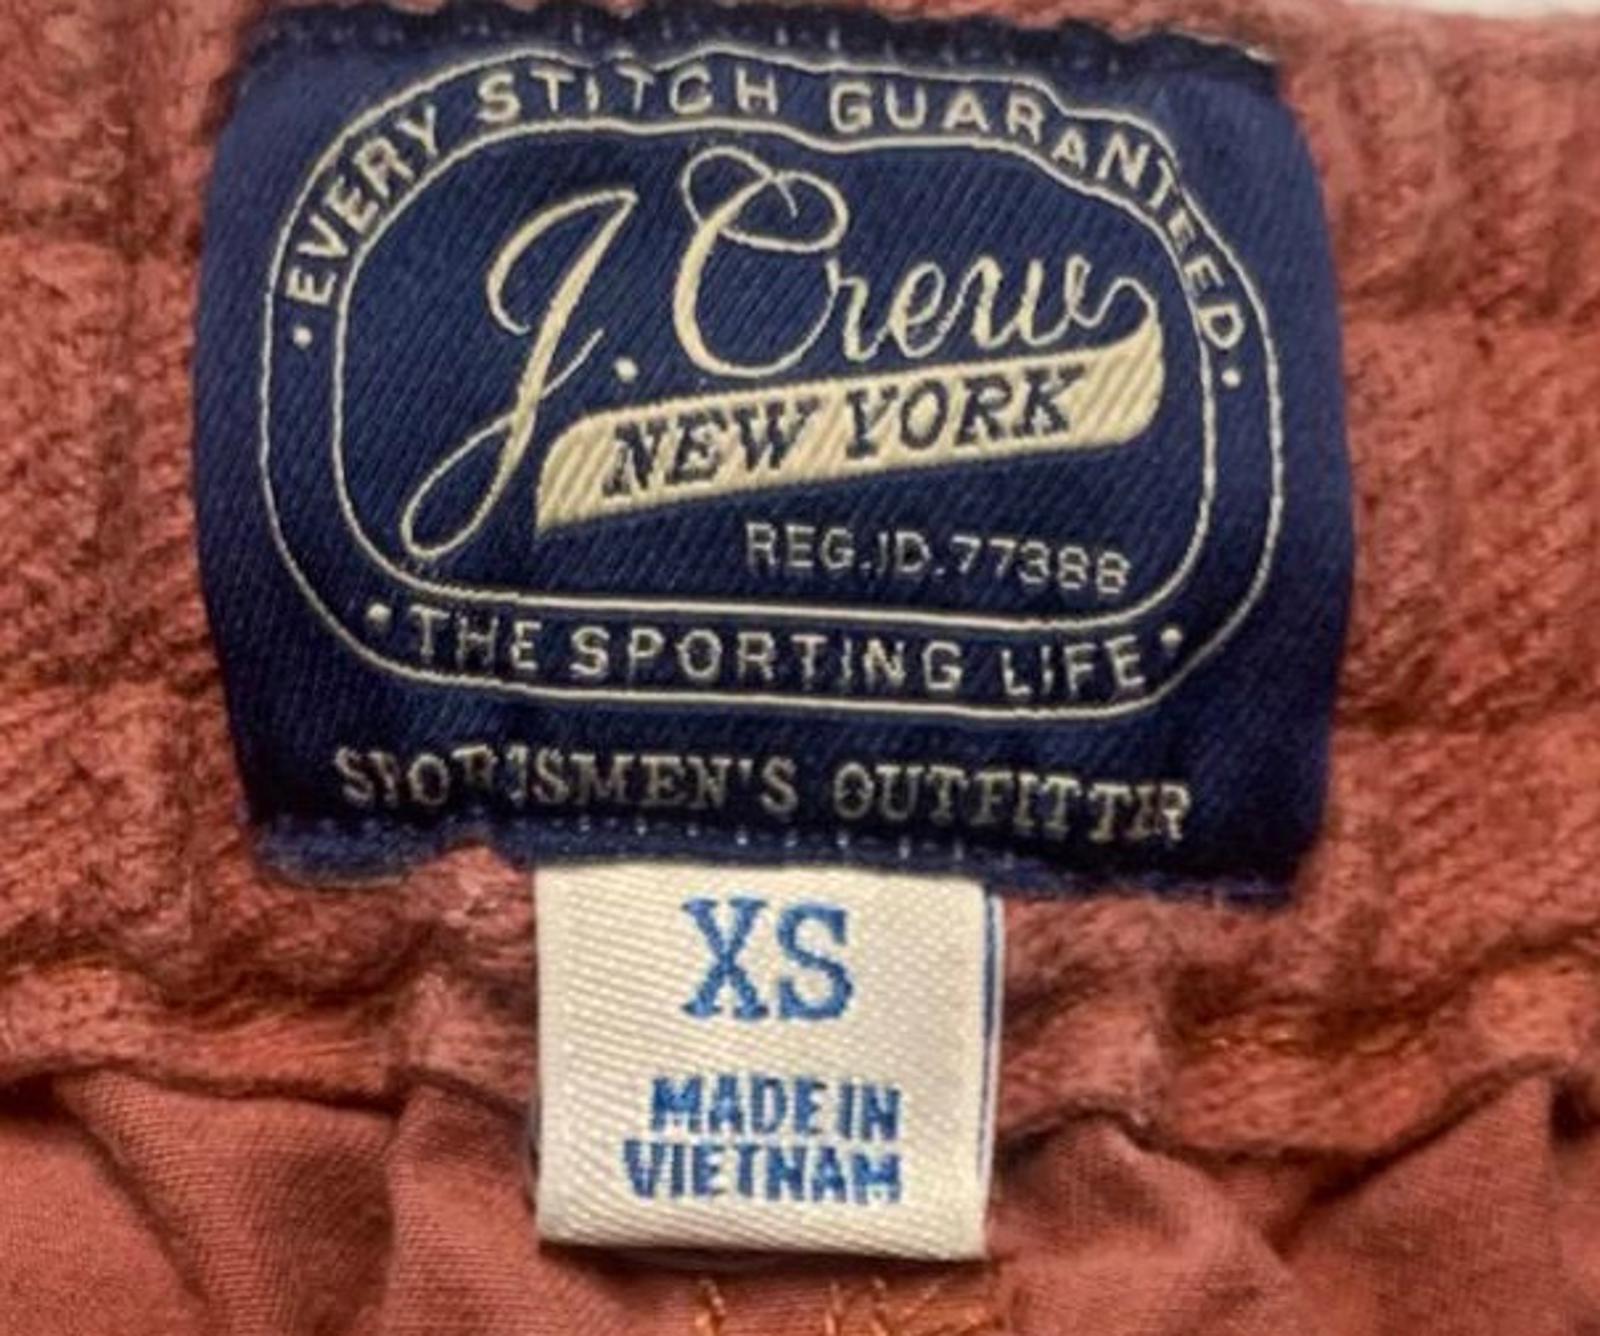 · EVERY STITCH GUARANTEED ·
J. Crew
NEW YORK
REG. ID. 77388
· THE SPORTING LIFE ·
SPORTSMEN'S OUTFITTER
XS
MADE IN
VIETNAM